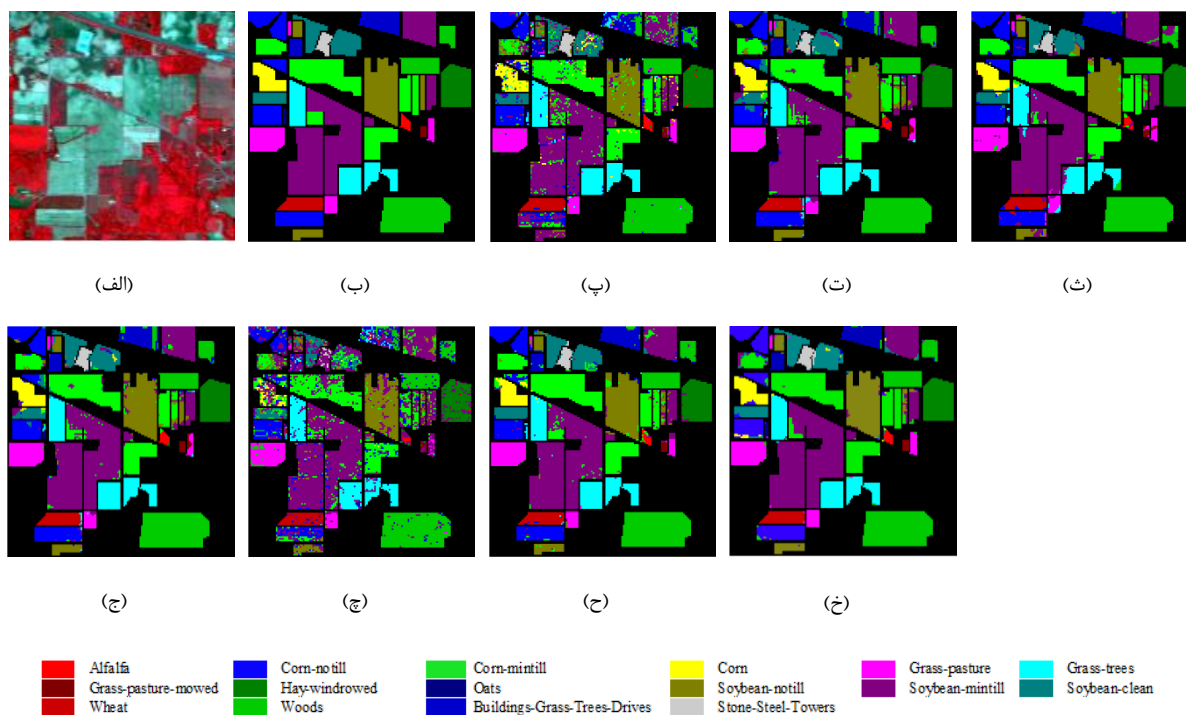 (الف) (ب) (پ) (ت) (ث)
(ج) (چ) (ح) (خ)
Alfalfa Corn-notill Corn-mintill Corn Grass-pasture Grass-trees
Grass-pasture-mowed Hay-windrowed Oats Soybean-notill Soybean-mintill Soybean-clean
Wheat Woods Buildings-Grass-Trees-Drives Stone-Steel-Towers